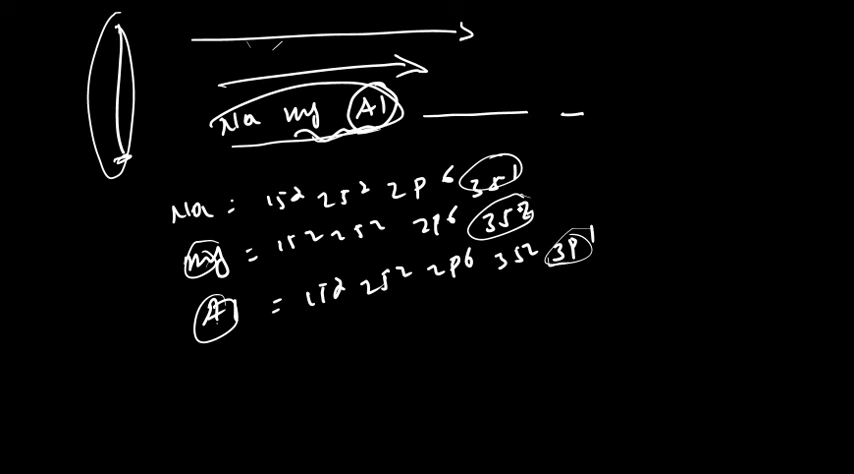 Na mg Al
Na : 1s2 2s2 2p6 3s1
mg = 1s2 2s2 2p6 3s2
Al = 1s2 2s2 2p6 3s2 3p1